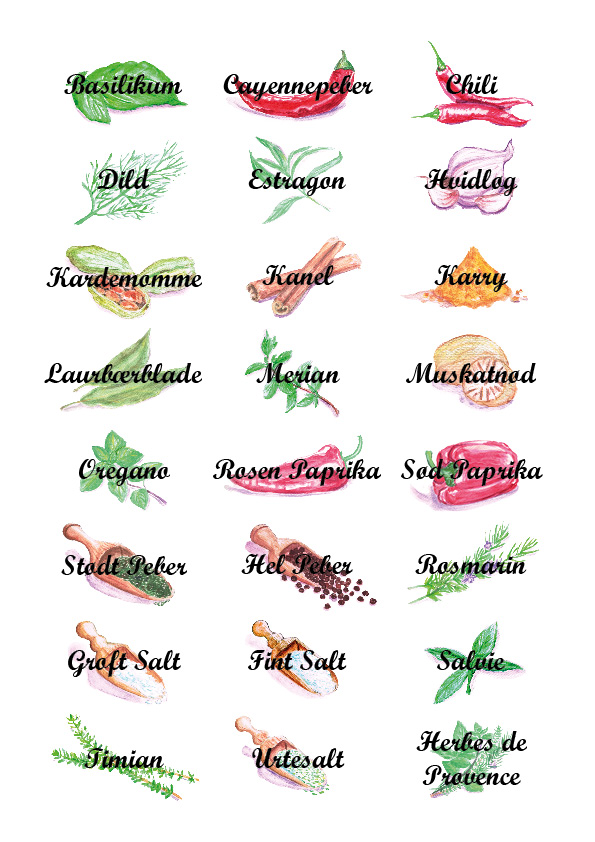 Basilikum
Cayennepeber
Chili
Dild
Estragon
Hvidløg
Kardemomme
Kanel
Karry
Laurbærblade
Merian
Muskatnød
Oregano
Rosen Paprika
Sød Paprika
Stødt Peber
Hel Peber
Rosmarin
Groft Salt
Fint Salt
Salvie
Timian
Urtesalt
Herbes de
Provence